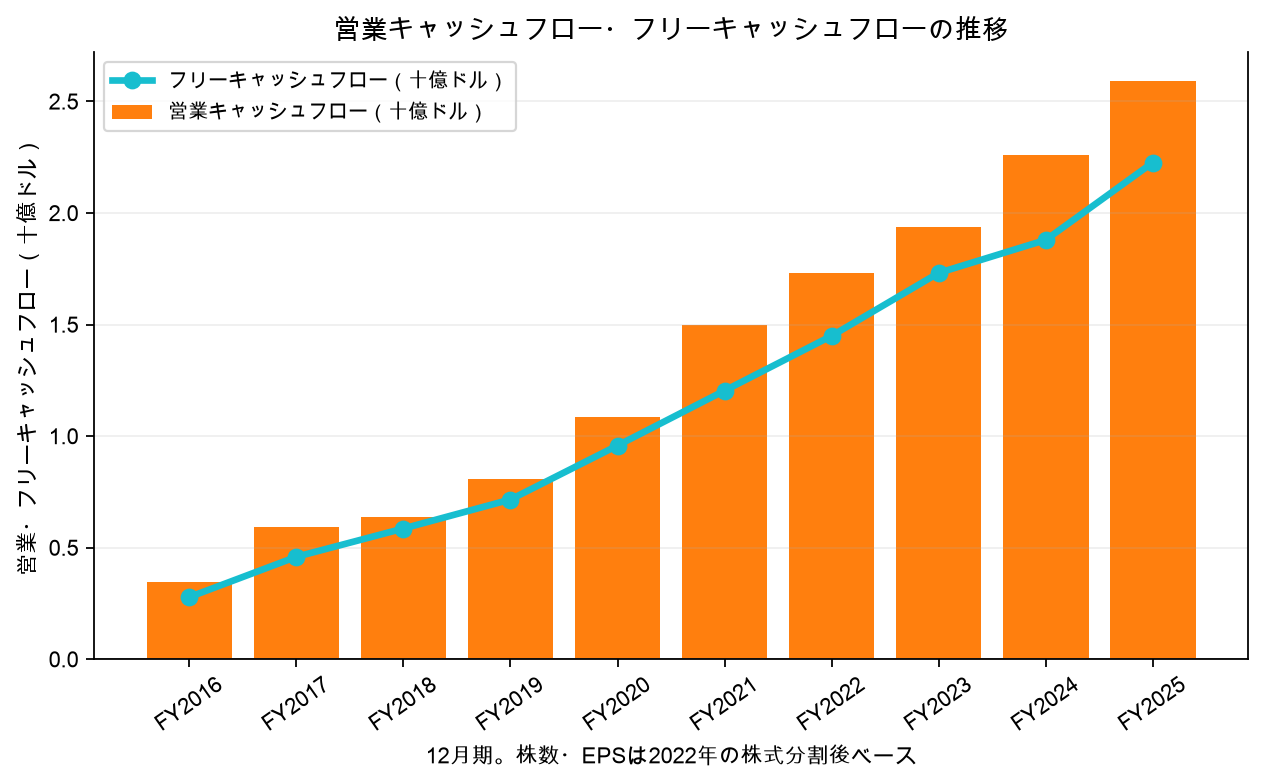 営業キャッシュフロー・フリーキャッシュフローの推移
フリーキャッシュフロー(十億ドル)
営業キャッシュフロー(十億ドル)
営業・フリーキャッシュフロー(十億ドル)
2.5
2.0
1.5
1.0
0.5
0.0
FY2016
FY2017
FY2018
FY2019
FY2020
FY2021
FY2022
FY2023
FY2024
FY2025
12月期。株数・EPSは2022年の株式分割後ベース